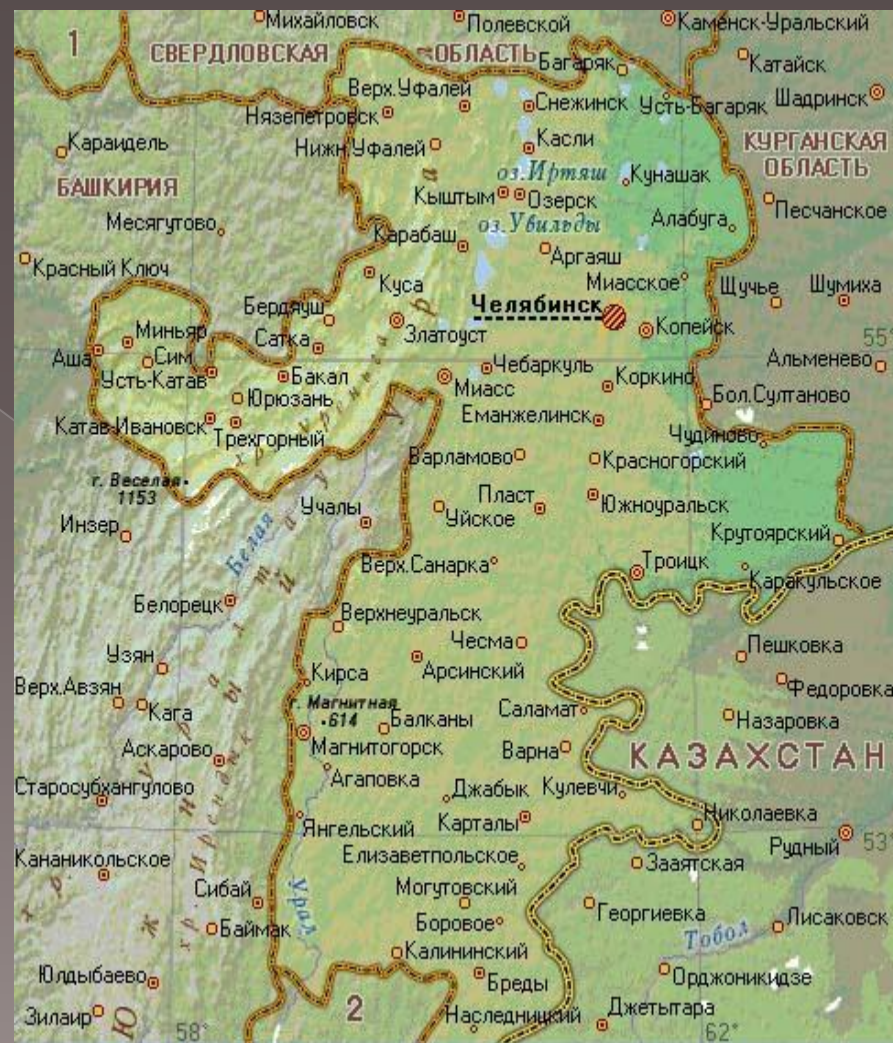 Михайловск
Полевской
Каменск-Уральский
1
СВЕРДЛОВСКАЯ ОБЛАСТЬ
Багаряк
Катайск
Верх.Уфалей
Снежинск
Усть-Багаряк
Шадринск
Нязепетровск
Караидель
Нижн.Уфалей
Касли
КУРГАНСКАЯ
ОБЛАСТЬ
оз.Иртяш
Кунашак
БАШКИРИЯ
Кыштым
Озерск
Песчанское
Месягутово
оз.Увильды
Алабуга
Карабаш
Аргаяш
Красный Ключ
Куса
Миасское
Щучье
Шумиха
Бердяуш
Челябинск
Миньяр
Златоуст
Копейск
55°
Сатка
Аша
Сим
Чебаркуль
Альменево
Усть-Катав
Бакал
Миасс
Коркино
Юрюзань
Бол.Султаново
Еманжелинск
Катав-Ивановск
Трехгорный
Чудиново
хр. Уреньга
Варламово
Красногорский
г. Веселая
1153
Пласт
Южноуральск
Учалы
Уйское
Инзер
Крутоярский
Белая
Верх.Санарка
Троицк
Каракульское
Белорецк
Верхнеуральск
Чесма
Пешковка
Узян
Арсинский
Кирса
Верх.Авзян
Федоровка
г. Магнитная
614
Кага
Балканы
Саламат
Назаровка
Аскарово
Магнитогорск
Варна
КАЗАХСТАН
Агаповка
Старосубхангулово
Джабык
Кулевчи
хр. Ирендык
Янгельский
Карталы
Николаевка
Рудный
53°
Кананикольское
Елизаветпольское
Зааятская
Сибай
Могутовский
Урал
Георгиевка
Баймак
Боровое
Лисаковск
Тобол
Калининский
Юлдыбаево
Бреды
Орджоникидзе
2
Зилаир
Наследницкий
Джетыгара
58°
62°